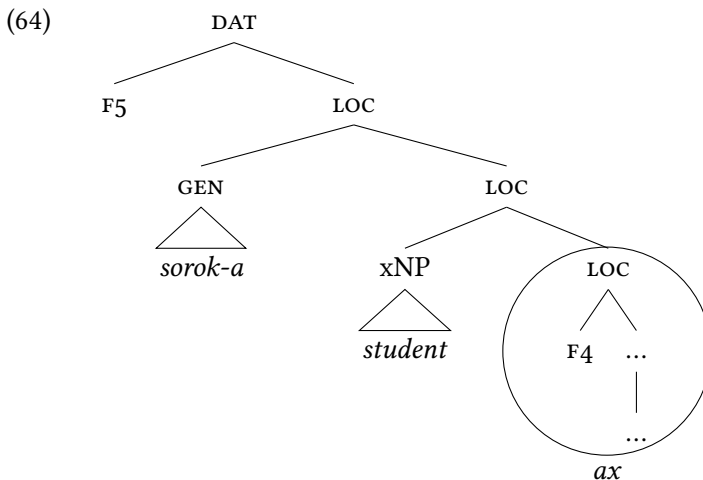 (64) DAT
F5 LOC
GEN LOC
sorok-a xNP LOC
student F4 ...
...
ax